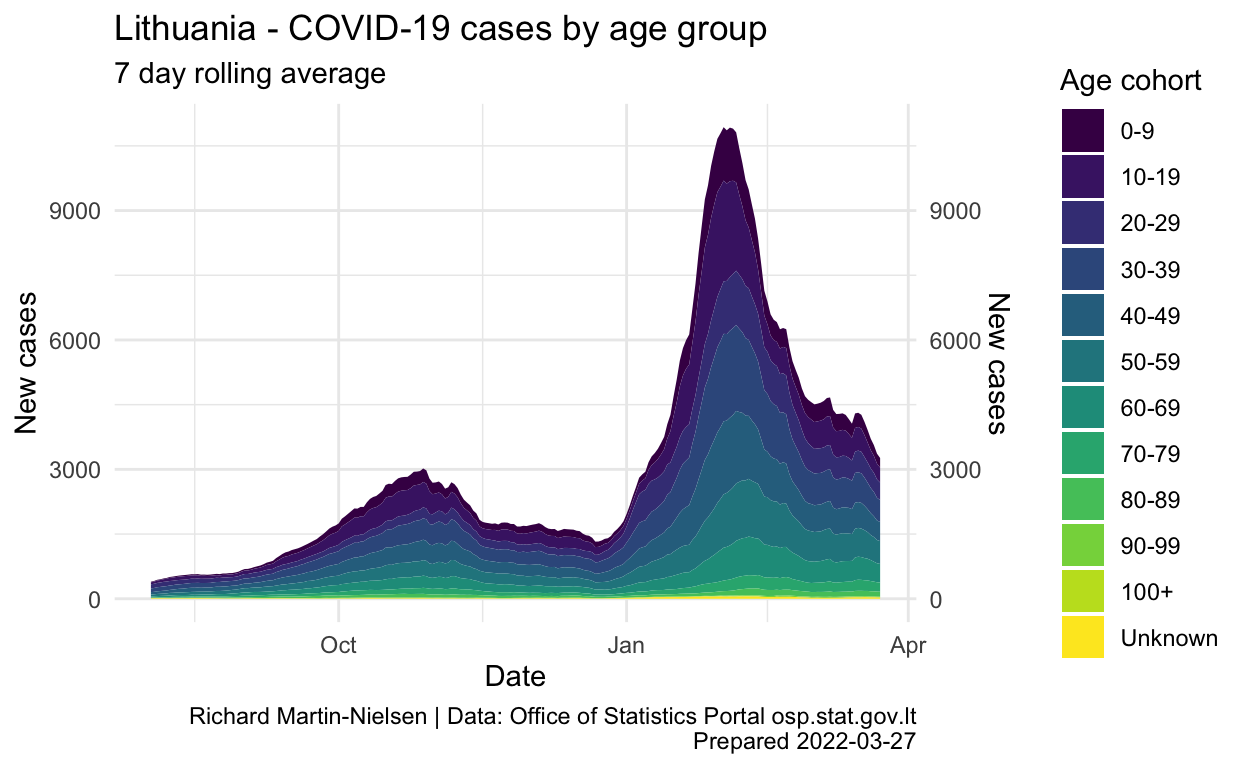 Lithuania - COVID-19 cases by age group
7 day rolling average
New cases
9000
6000
3000
0
9000
6000
3000
0
New cases
Oct
Jan
Apr
Date
Age cohort
0-9
10-19
20-29
30-39
40-49
50-59
60-69
70-79
80-89
90-99
100+
Unknown
Richard Martin-Nielsen | Data: Office of Statistics Portal osp.stat.gov.lt
Prepared 2022-03-27